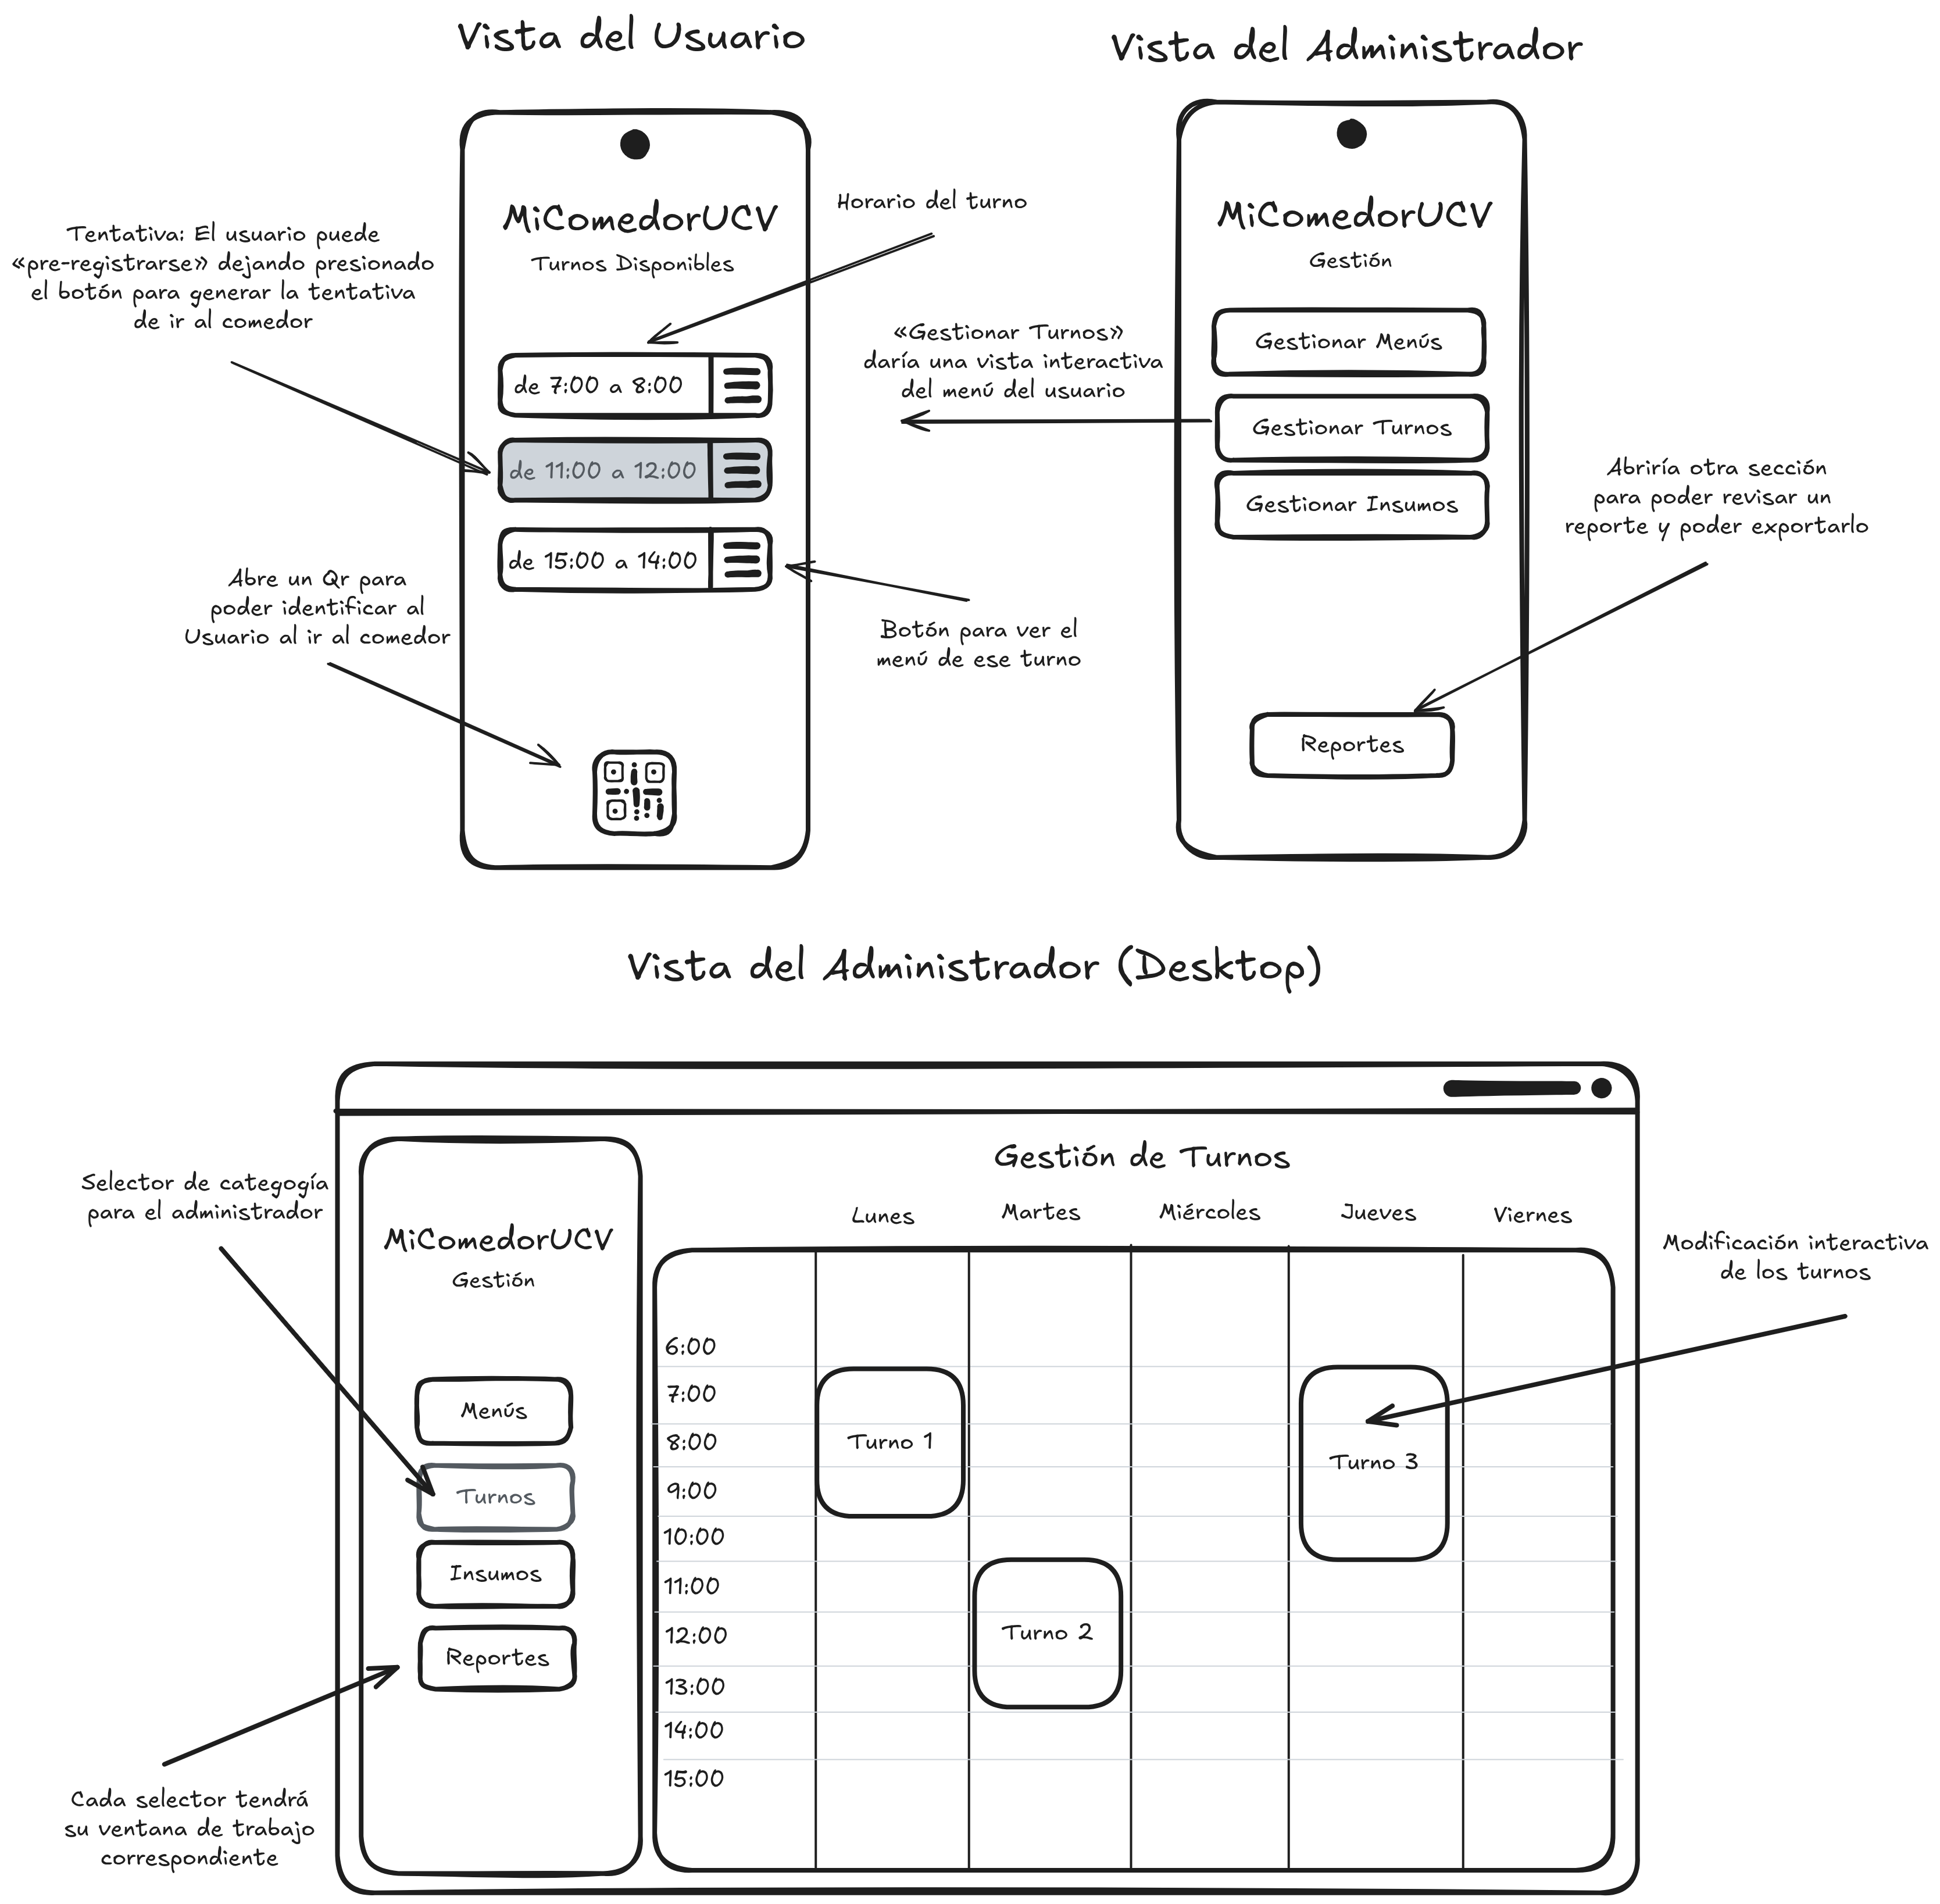 Vista del Usuario
Vista del Administrador
Tentativa: El usuario puede
«pre-registrarse» dejando presionado
el botón para generar la tentativa
de ir al comedor
MiComedorUCV
Turnos Disponibles
Horario del turno
de 7:00 a 8:00
de 11:00 a 12:00
de 15:00 a 14:00
Abre un Qr para
poder identificar al
Usuario al ir al comedor
Botón para ver el
menú de ese turno
«Gestionar Turnos»
daría una vista interactiva
del menú del usuario
MiComedorUCV
Gestión
Gestionar Menús
Gestionar Turnos
Gestionar Insumos
Abriría otra sección
para poder revisar un
reporte y poder exportarlo
Reportes
Vista del Administrador (Desktop)
Selector de categogía
para el administrador
MiComedorUCV
Gestión
Menús
Turnos
Insumos
Reportes
Cada selector tendrá
su ventana de trabajo
correspondiente
Gestión de Turnos
Lunes
Martes
Miércoles
Jueves
Viernes
6:00
7:00
8:00
9:00
10:00
11:00
12:00
13:00
14:00
15:00
Turno 1
Turno 2
Turno 3
Modificación interactiva
de los turnos